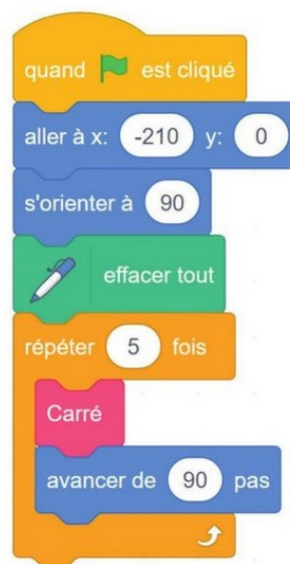 quand est cliqué
aller à x: -210 y: 0
s'orienter à 90
effacer tout
répéter 5 fois
Carré
avancer de 90 pas